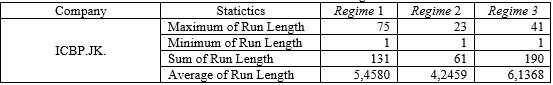 Company Statictics Regime 1 Regime 2 Regime 3
ICBP.JK. Maximum of Run Length 75 23 41
Minimum of Run Length 1 1 1
Sum of Run Length 131 61 190
Average of Run Length 5,4580 4,2459 6,1368